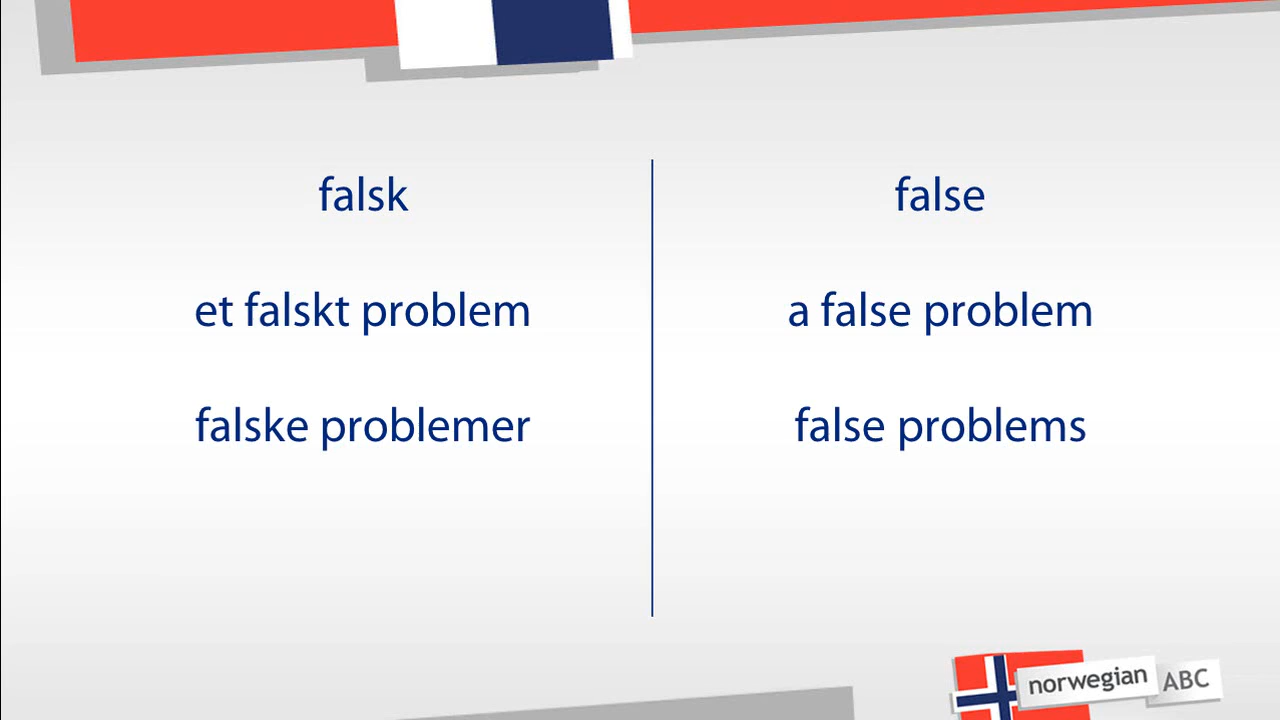 falsk
false
et falskt problem
a false problem
falske problemer
false problems
norwegian ABC